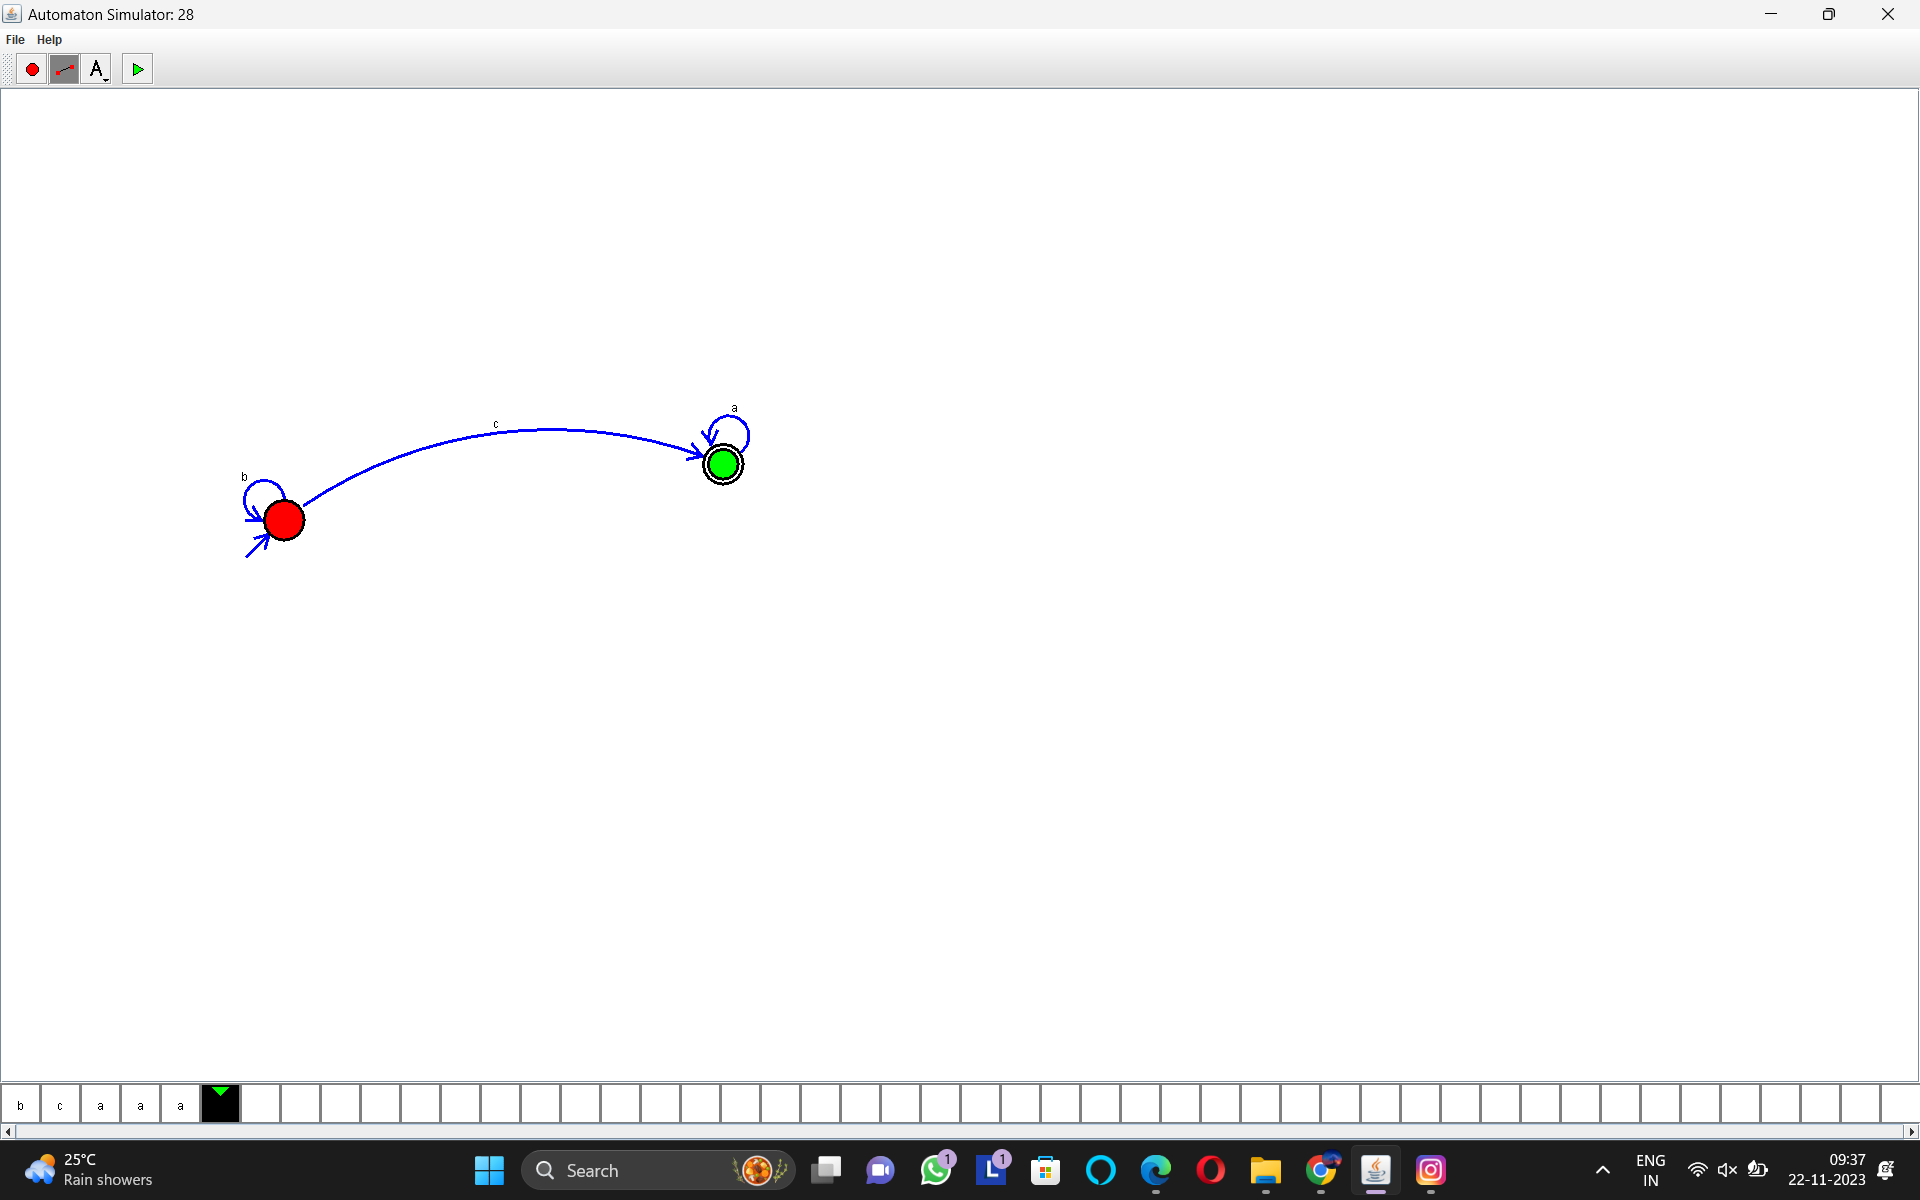 Automaton Simulator: 28
File Help
A
a
c
b
b c a a a
25°C
Rain showers
Search
1
L
1
ENG
IN
09:37
22-11-2023